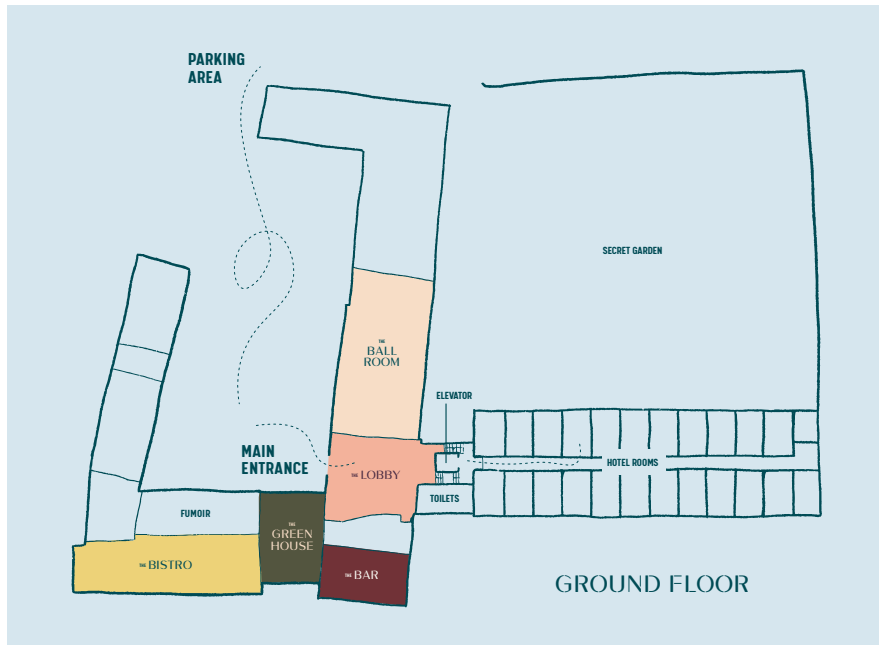 PARKING
AREA
SECRET GARDEN
THE
BALL
ROOM
ELEVATOR
MAIN
ENTRANCE
THE LOBBY
HOTEL ROOMS
TOILETS
FUMOIR
THE
GREEN
HOUSE
THE BISTRO
THE BAR
GROUND FLOOR